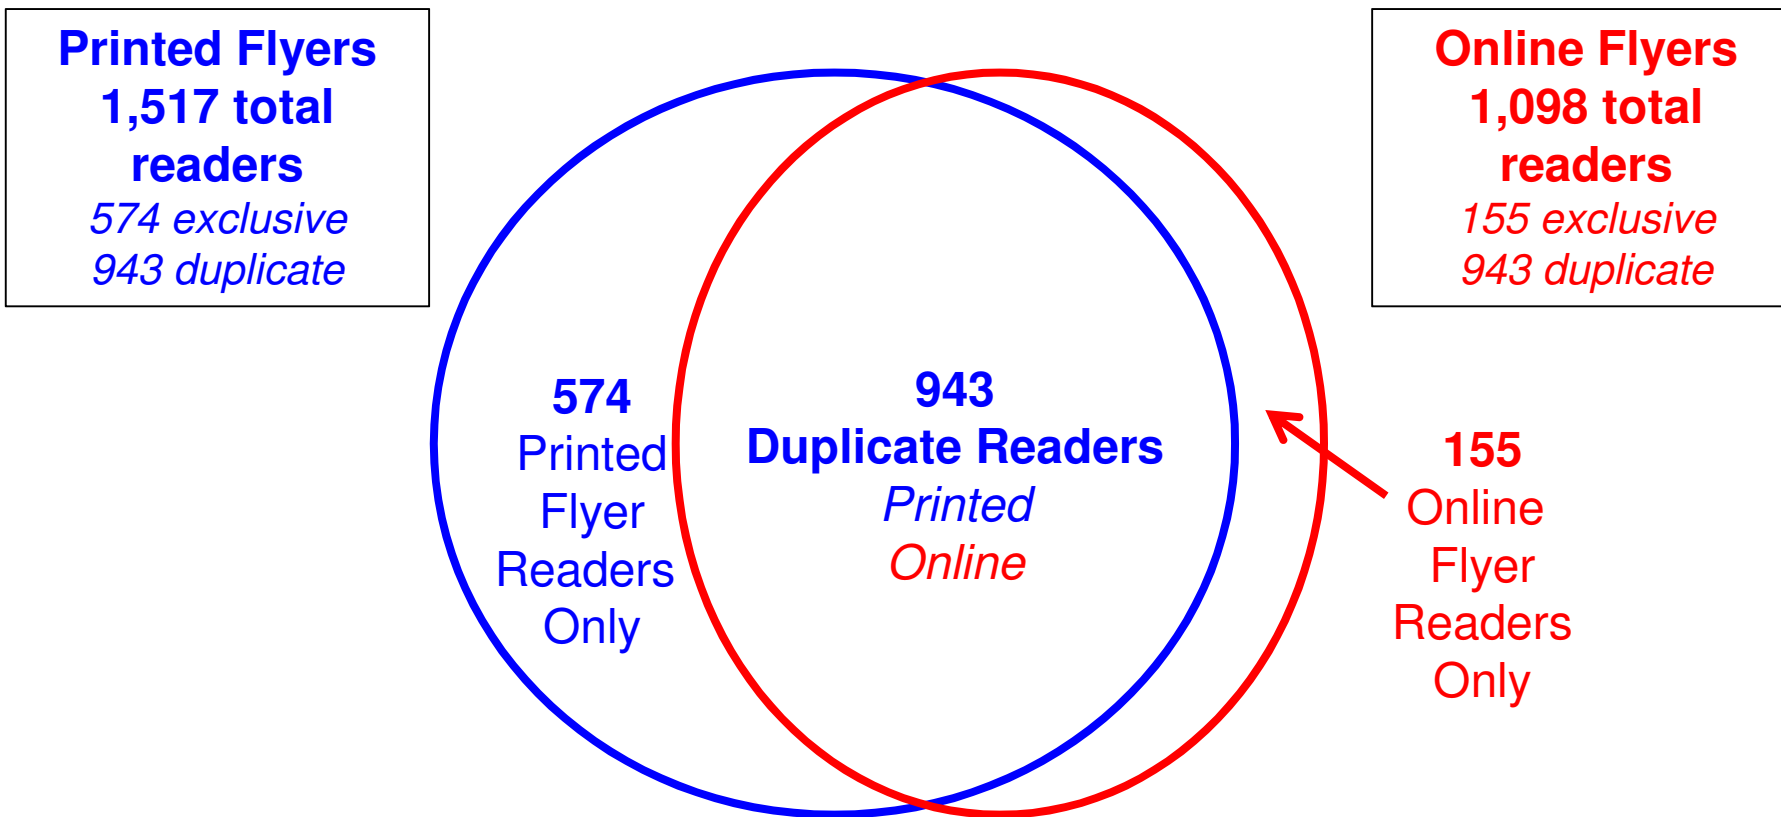 Printed Flyers
1,517 total
readers
574 exclusive
943 duplicate
Online Flyers
1,098 total
readers
155 exclusive
943 duplicate
574
Printed
Flyer
Readers
Only
943
Duplicate Readers
Printed
Online
155
Online
Flyer
Readers
Only